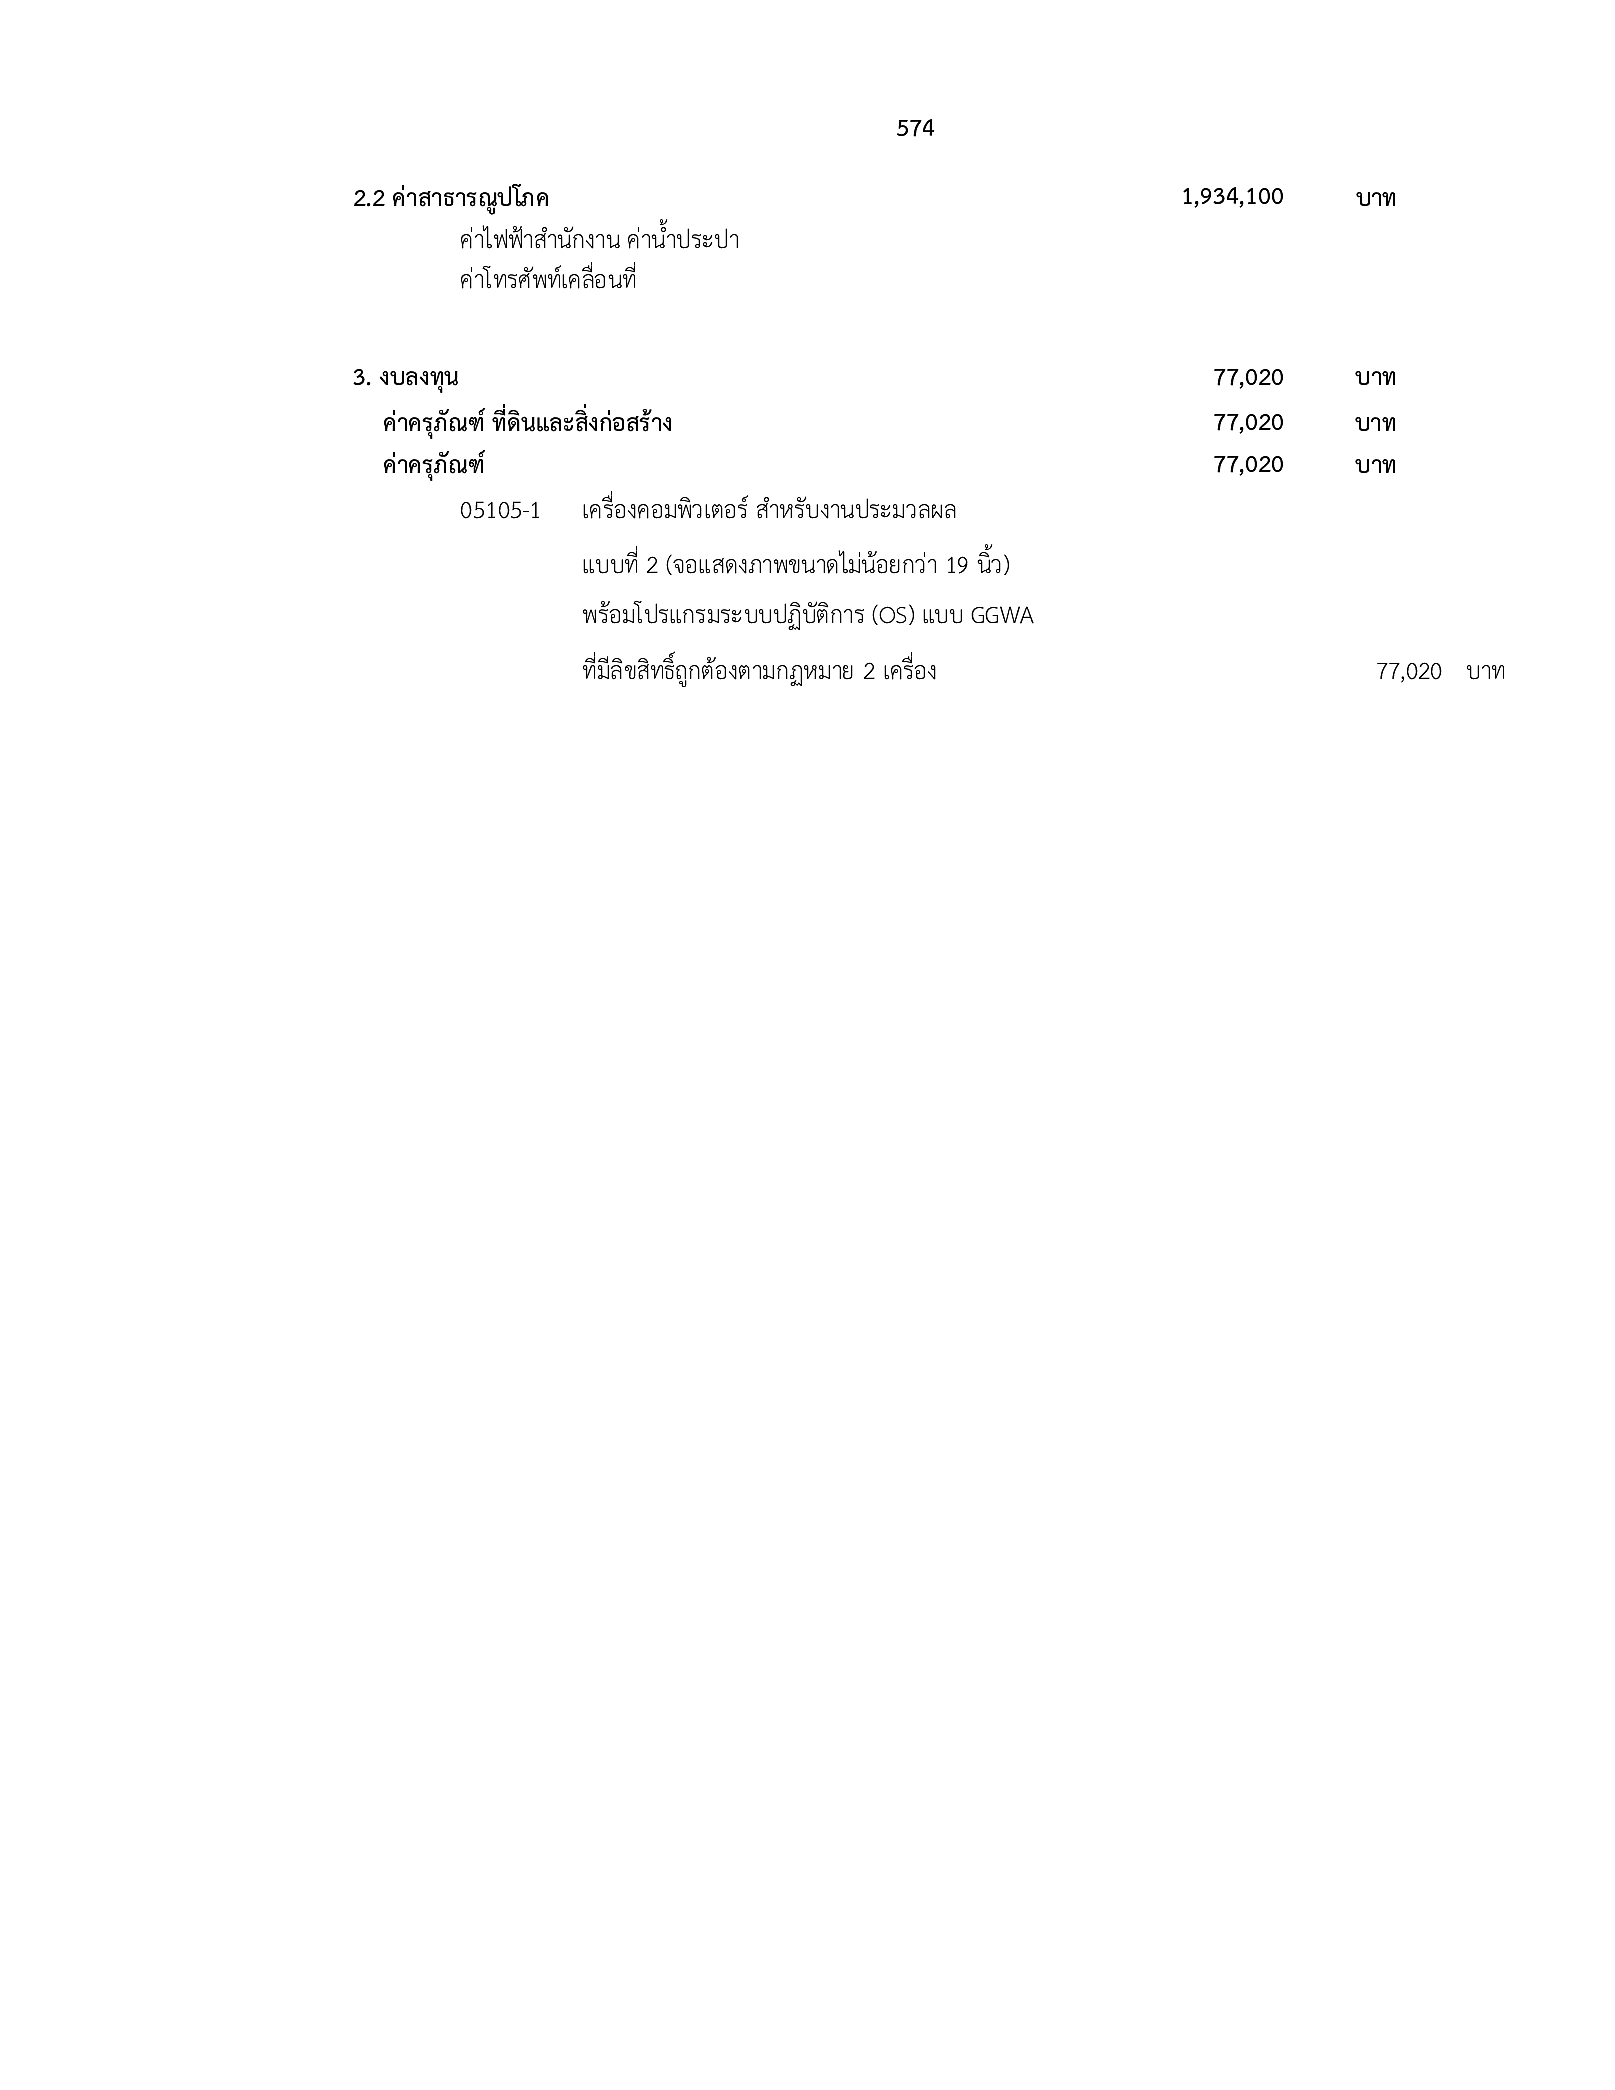 574
2.2 ค่าสาธารณูปโภค 1,934,100 บาท
ค่าไฟฟ้าสำนักงาน ค่าน้ำประปา
ค่าโทรศัพท์เคลื่อนที่
3. งบลงทุน 77,020 บาท
ค่าครุภัณฑ์ ที่ดินและสิ่งก่อสร้าง 77,020 บาท
ค่าครุภัณฑ์ 77,020 บาท
05105-1 เครื่องคอมพิวเตอร์ สำหรับงานประมวลผล
แบบที่ 2 (จอแสดงภาพขนาดไม่น้อยกว่า 19 นิ้ว)
พร้อมโปรแกรมระบบปฏิบัติการ (OS) แบบ GGWA
ที่มีลิขสิทธิ์ถูกต้องตามกฎหมาย 2 เครื่อง 77,020 บาท